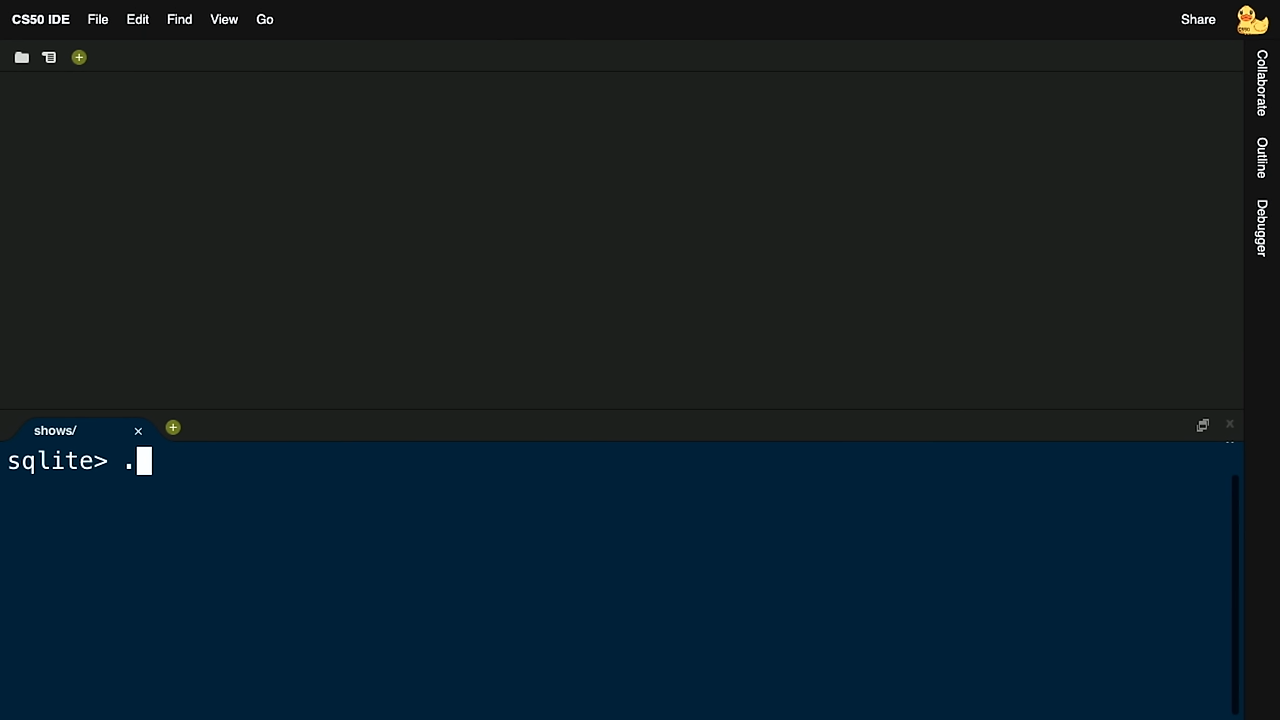 CS50 IDE File Edit Find View Go Share
Collaborate
Outline
Debugger
shows/
sqlite> .